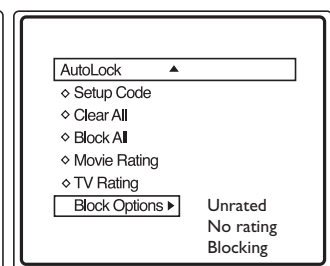 AutoLock ▲
◇ Setup Code
◇ Clear All
◇ Block All
◇ Movie Rating
◇ TV Rating
Block Options ▶ Unrated
No rating
Blocking